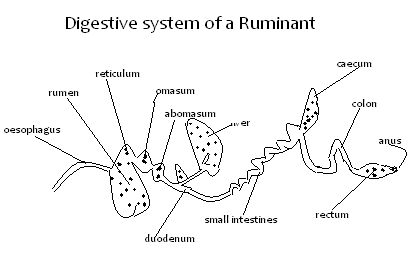 Digestive system of a Ruminant
caecum
reticulum
rumen
omasum
colon
abomasum
oesophagus
anus
small intestines
rectum
duodenum